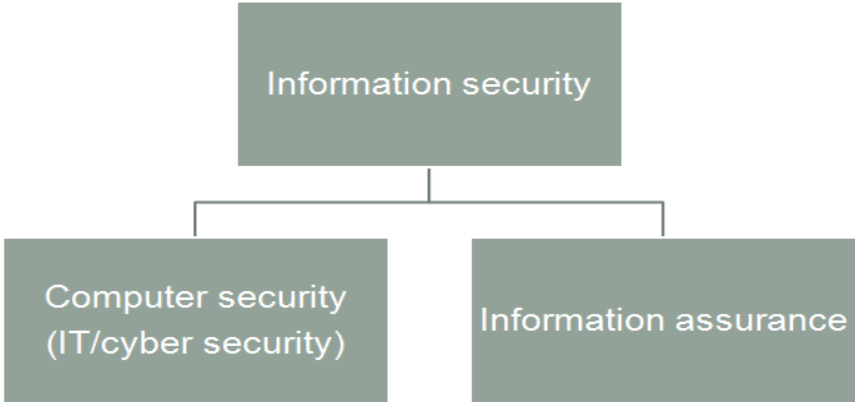 Information security
Computer security
(IT/cyber security)
Information assurance